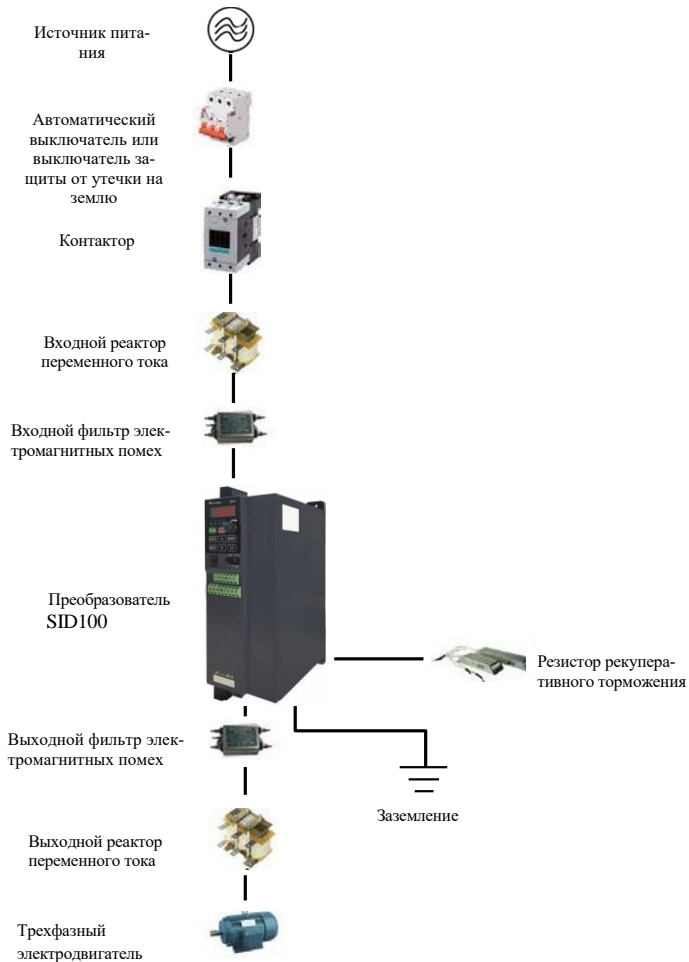 Источник пита-
ния
Автоматический
выключатель или
выключатель за-
щиты от утечки на
землю
Контактор
Входной реактор
переменного тока
Входной фильтр элек-
тромагнитных помех
Преобразователь
SID100
Резистор рекупера-
тивного торможения
Выходной фильтр элек-
тромагнитных помех
Заземление
Выходной реактор
переменного тока
Трехфазный
электродвигатель